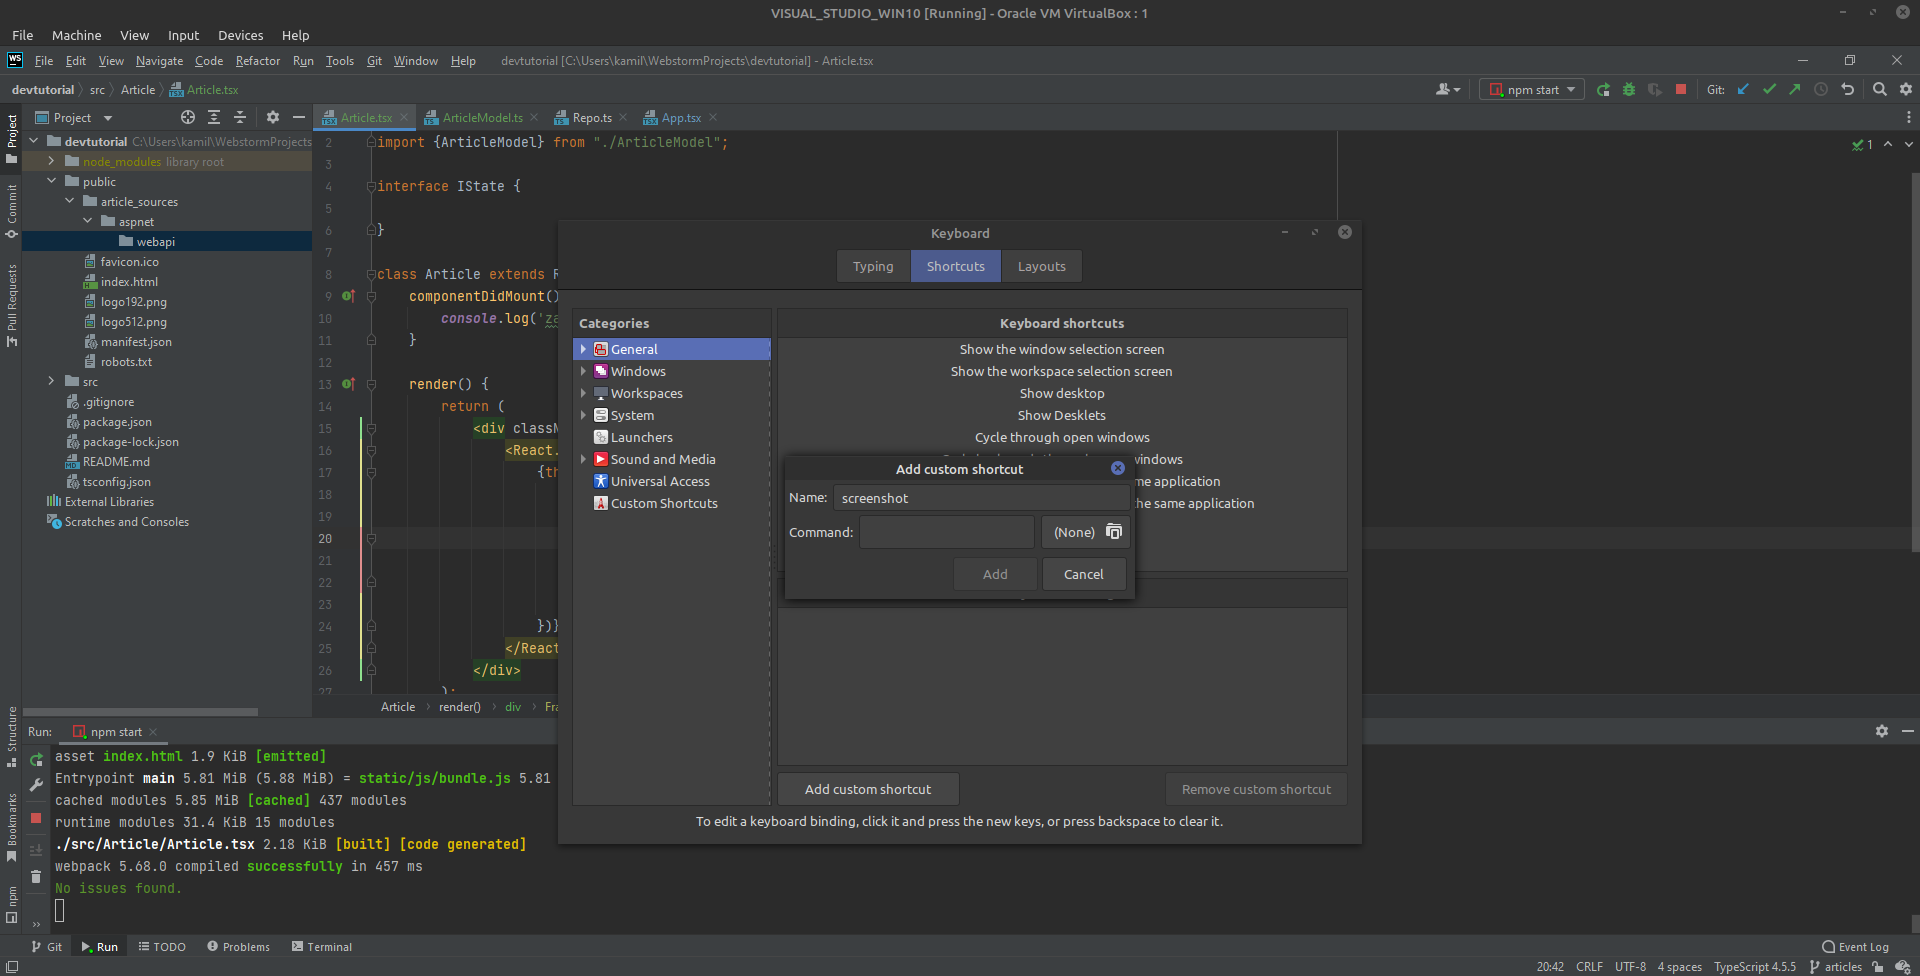 VISUAL_STUDIO_WIN10 [Running] - Oracle VM VirtualBox : 1
File Machine View Input Devices Help
WS File Edit View Navigate Code Refactor Run Tools Git Window Help devtutorial [C:\Users\kamil\WebstormProjects\devtutorial] - Article.tsx
devtutorial src Article Article.tsx npm start Git:
Project
Commit
Pull Requests
Structure
Bookmarks
npm
Project
devtutorial C:\Users\kamil\WebstormProjects
node_modules library root
public
article_sources
aspnet
webapi
favicon.ico
index.html
logo192.png
logo512.png
manifest.json
robots.txt
src
.gitignore
package.json
package-lock.json
README.md
tsconfig.json
External Libraries
Scratches and Consoles
Article.tsx ArticleModel.ts Repo.ts App.tsx
1
2 import {ArticleModel} from "./ArticleModel";
3
4 interface IState {
5
6 }
7
8 class Article extends R
9 componentDidMount()
10 console.log('za
11 }
12
13 render() {
14 return (
15 <div classN
16 <React.
17 {th
18
19
20
21
22
23
24 })}
25 </React
26 </div>
27 );
Article render() div Fra
Keyboard
Typing Shortcuts Layouts
Categories
General
Windows
Workspaces
System
Launchers
Sound and Media
Universal Access
Custom Shortcuts
Keyboard shortcuts
Show the window selection screen
Show the workspace selection screen
Show desktop
Show Desklets
Cycle through open windows
windows
me application
the same application
Add custom shortcut
Name: screenshot
Command: (None)
Add Cancel
Add custom shortcut Remove custom shortcut
To edit a keyboard binding, click it and press the new keys, or press backspace to clear it.
Run: npm start
asset index.html 1.9 KiB [emitted]
Entrypoint main 5.81 MiB (5.88 MiB) = static/js/bundle.js 5.81
cached modules 5.85 MiB [cached] 437 modules
runtime modules 31.4 KiB 15 modules
./src/Article/Article.tsx 2.18 KiB [built] [code generated]
webpack 5.68.0 compiled successfully in 457 ms
No issues found.
Git Run TODO Problems Terminal Event Log
20:42 CRLF UTF-8 4 spaces TypeScript 4.5.5 articles